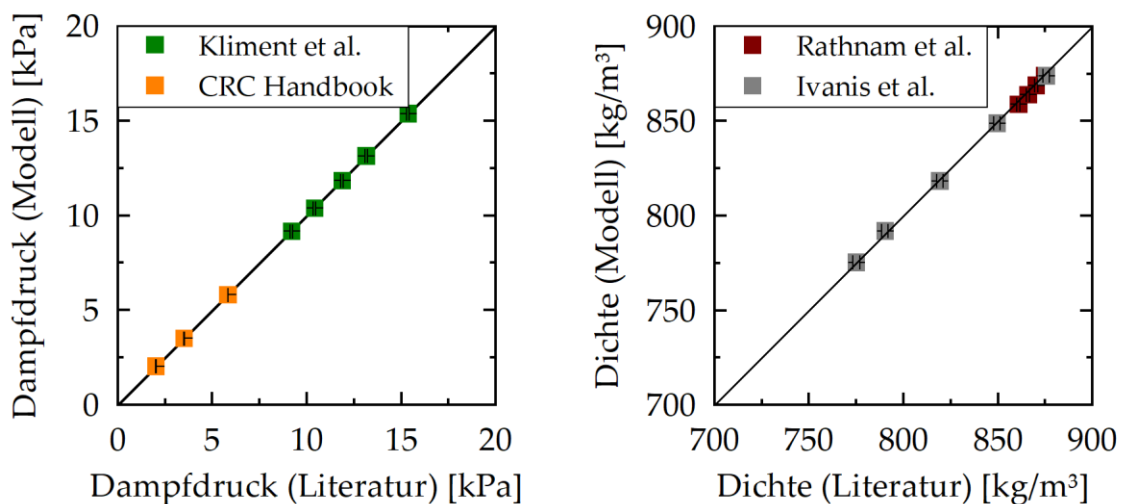 Dampfdruck (Modell) [kPa]
20
15
10
5
0
Kliment et al.
CRC Handbook
0 5 10 15 20
Dampfdruck (Literatur) [kPa]
Dichte (Modell) [kg/m³]
900
850
800
750
700
Rathnam et al.
Ivanis et al.
700 750 800 850 900
Dichte (Literatur) [kg/m³]